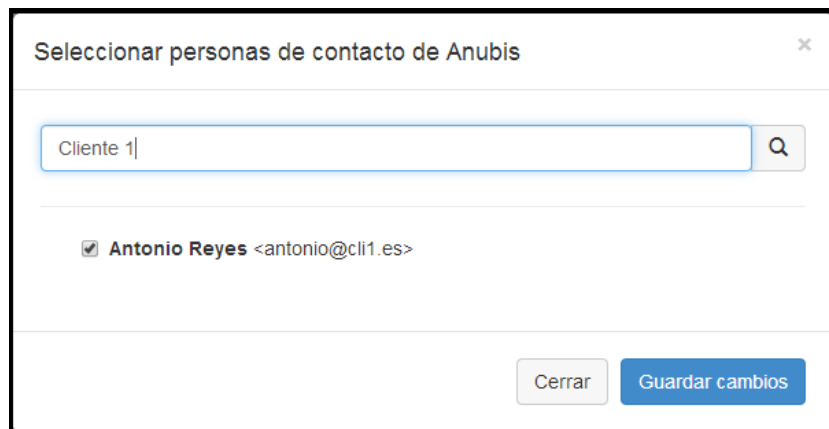 Seleccionar personas de contacto de Anubis
×
Cliente 1
Antonio Reyes <antonio@cli1.es>
Cerrar Guardar cambios